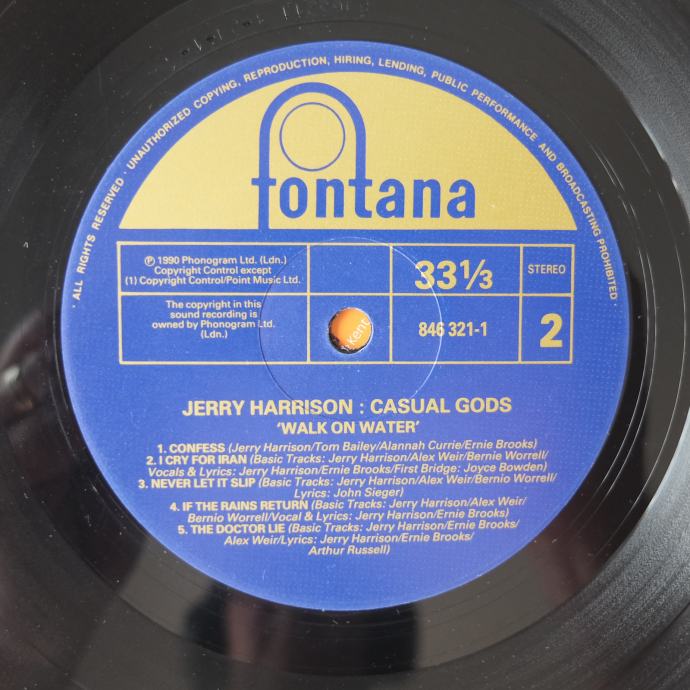 · ALL RIGHTS RESERVED · UNAUTHORIZED COPYING, REPRODUCTION, HIRING, LENDING, PUBLIC PERFORMANCE AND BROADCASTING PROHIBITED ·
fontana
℗ 1990 Phonogram Ltd. (Ldn.)
Copyright Control except
(1) Copyright Control/Point Music Ltd.
33⅓
STEREO
The copyright in this
sound recording is
owned by Phonogram Ltd.
(Ldn.)
Kent
846 321-1
2
JERRY HARRISON : CASUAL GODS
'WALK ON WATER'
1. CONFESS (Jerry Harrison/Tom Bailey/Alannah Currie/Ernie Brooks)
2. I CRY FOR IRAN (Basic Tracks: Jerry Harrison/Alex Weir/Bernie Worrell/
Vocals & Lyrics: Jerry Harrison/Ernie Brooks/First Bridge: Joyce Bowden)
3. NEVER LET IT SLIP (Basic Tracks: Jerry Harrison/Alex Weir/Bernio Worrell/
Lyrics: John Sieger)
4. IF THE RAINS RETURN (Basic Tracks: Jerry Harrison/Alex Weir/
Bernio Worrell/Vocal & Lyrics: Jerry Harrison/Ernie Brooks)
5. THE DOCTOR LIE (Basic Tracks: Jerry Harrison/Ernie Brooks/
Alex Weir/Lyrics: Jerry Harrison/Ernie Brooks/
Arthur Russell)